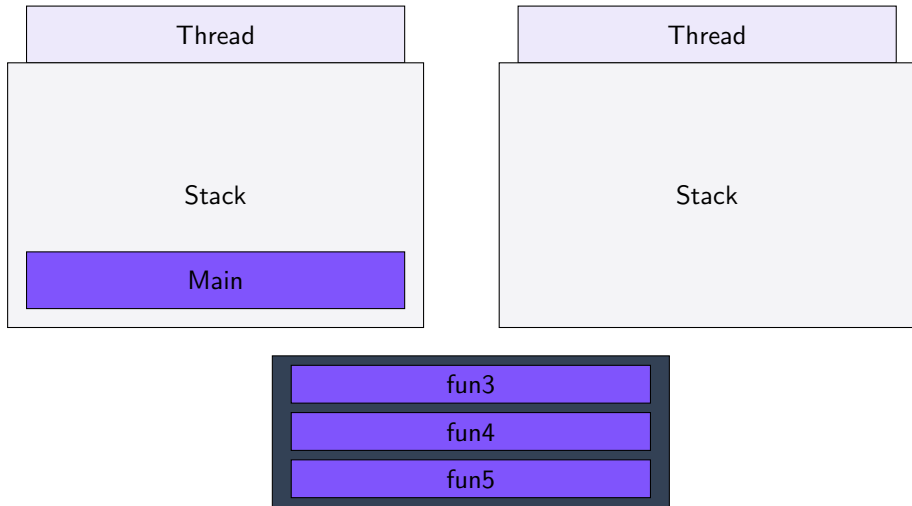 Thread
Thread
Stack
Stack
Main
fun3
fun4
fun5